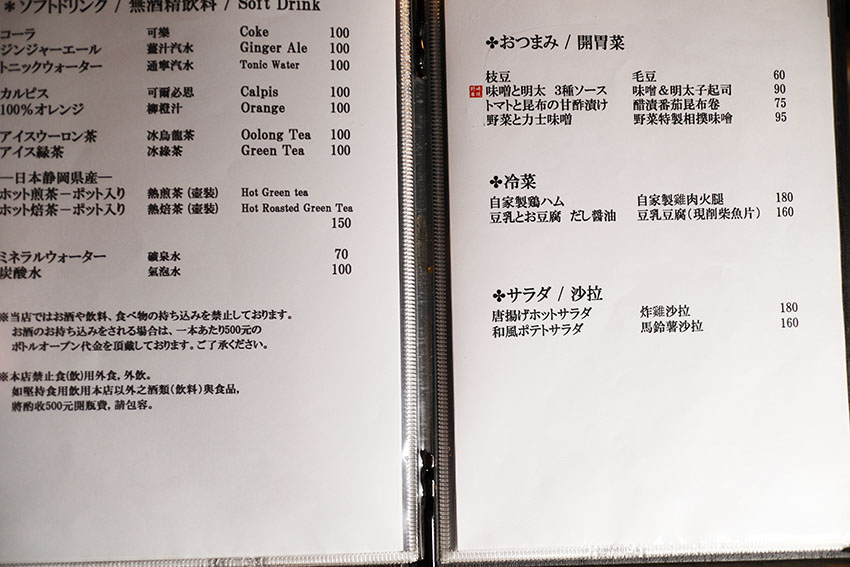 ＊ソフトドリンク / 無酒精飲料 / Soft Drink
コーラ 可樂 Coke 100
ジンジャーエール 薑汁汽水 Ginger Ale 100
トニックウォーター 通寧汽水 Tonic Water 100
カルピス 可爾必思 Calpis 100
100%オレンジ 柳橙汁 Orange 100
アイスウーロン茶 冰烏龍茶 Oolong Tea 100
アイス緑茶 冰綠茶 Green Tea 100
―日本静岡県産―
ホット煎茶－ポット入り 熱煎茶 (壺裝) Hot Green tea
ホット焙茶－ポット入り 熱焙茶 (壺裝) Hot Roasted Green Tea
150
ミネラルウォーター 礦泉水 70
炭酸水 氣泡水 100
※当店ではお酒や飲料、食べ物の持ち込みを禁止しております。
お酒のお持ち込みをされる場合は、一本あたり500元の
ボトルオープン代金を頂蔵しております。ご了承ください。
※本店禁止食(飲)用外食，外飲。
如堅持食用飲用本店以外之酒類（飲料）與食品，
將酌收500元開瓶費，請包容。
✤おつまみ / 開胃菜
枝豆 毛豆 60
味噌と明太 3種ソース 味噌＆明太子起司 90
トマトと昆布の甘酢漬け 醋漬番茄昆布卷 75
野菜と力士味噌 野菜特製相撲味噌 95
✤冷菜
自家製鶏ハム 自家製雞肉火腿 180
豆乳とお豆腐 だし醤油 豆乳豆腐（現削柴魚片） 160
✤サラダ / 沙拉
唐揚げホットサラダ 炸雞沙拉 180
和風ポテトサラダ 馬鈴薯沙拉 160